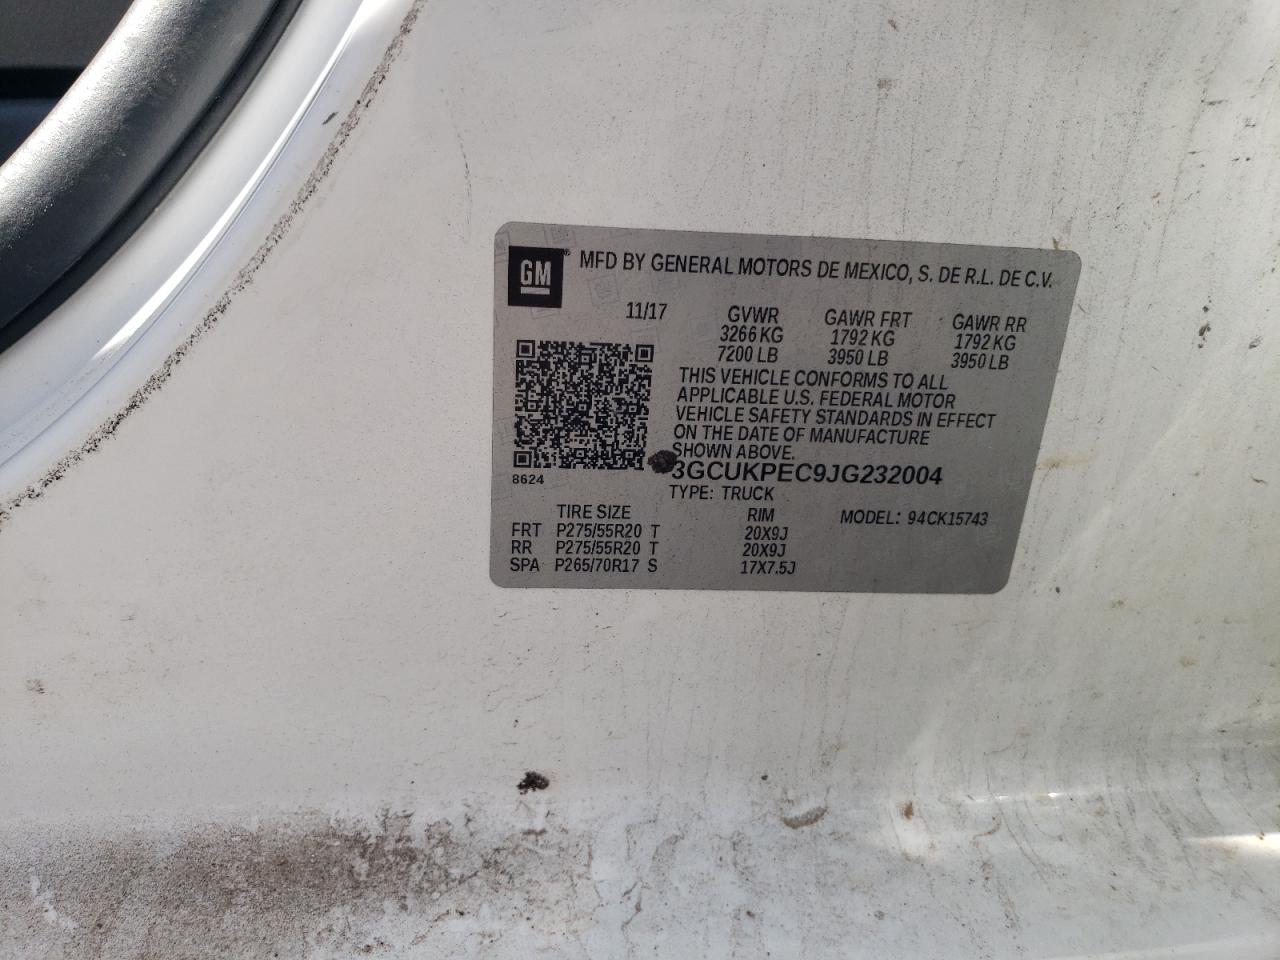 GM® MFD BY GENERAL MOTORS DE MEXICO, S. DE R.L. DE C.V.
11/17 GVWR GAWR FRT GAWR RR
3266 KG 1792 KG 1792 KG
7200 LB 3950 LB 3950 LB
THIS VEHICLE CONFORMS TO ALL
APPLICABLE U.S. FEDERAL MOTOR
VEHICLE SAFETY STANDARDS IN EFFECT
ON THE DATE OF MANUFACTURE
SHOWN ABOVE.
3GCUKPEC9JG232004
8624
TYPE: TRUCK
TIRE SIZE RIM MODEL: 94CK15743
FRT P275/55R20 T 20X9J
RR P275/55R20 T 20X9J
SPA P265/70R17 S 17X7.5J